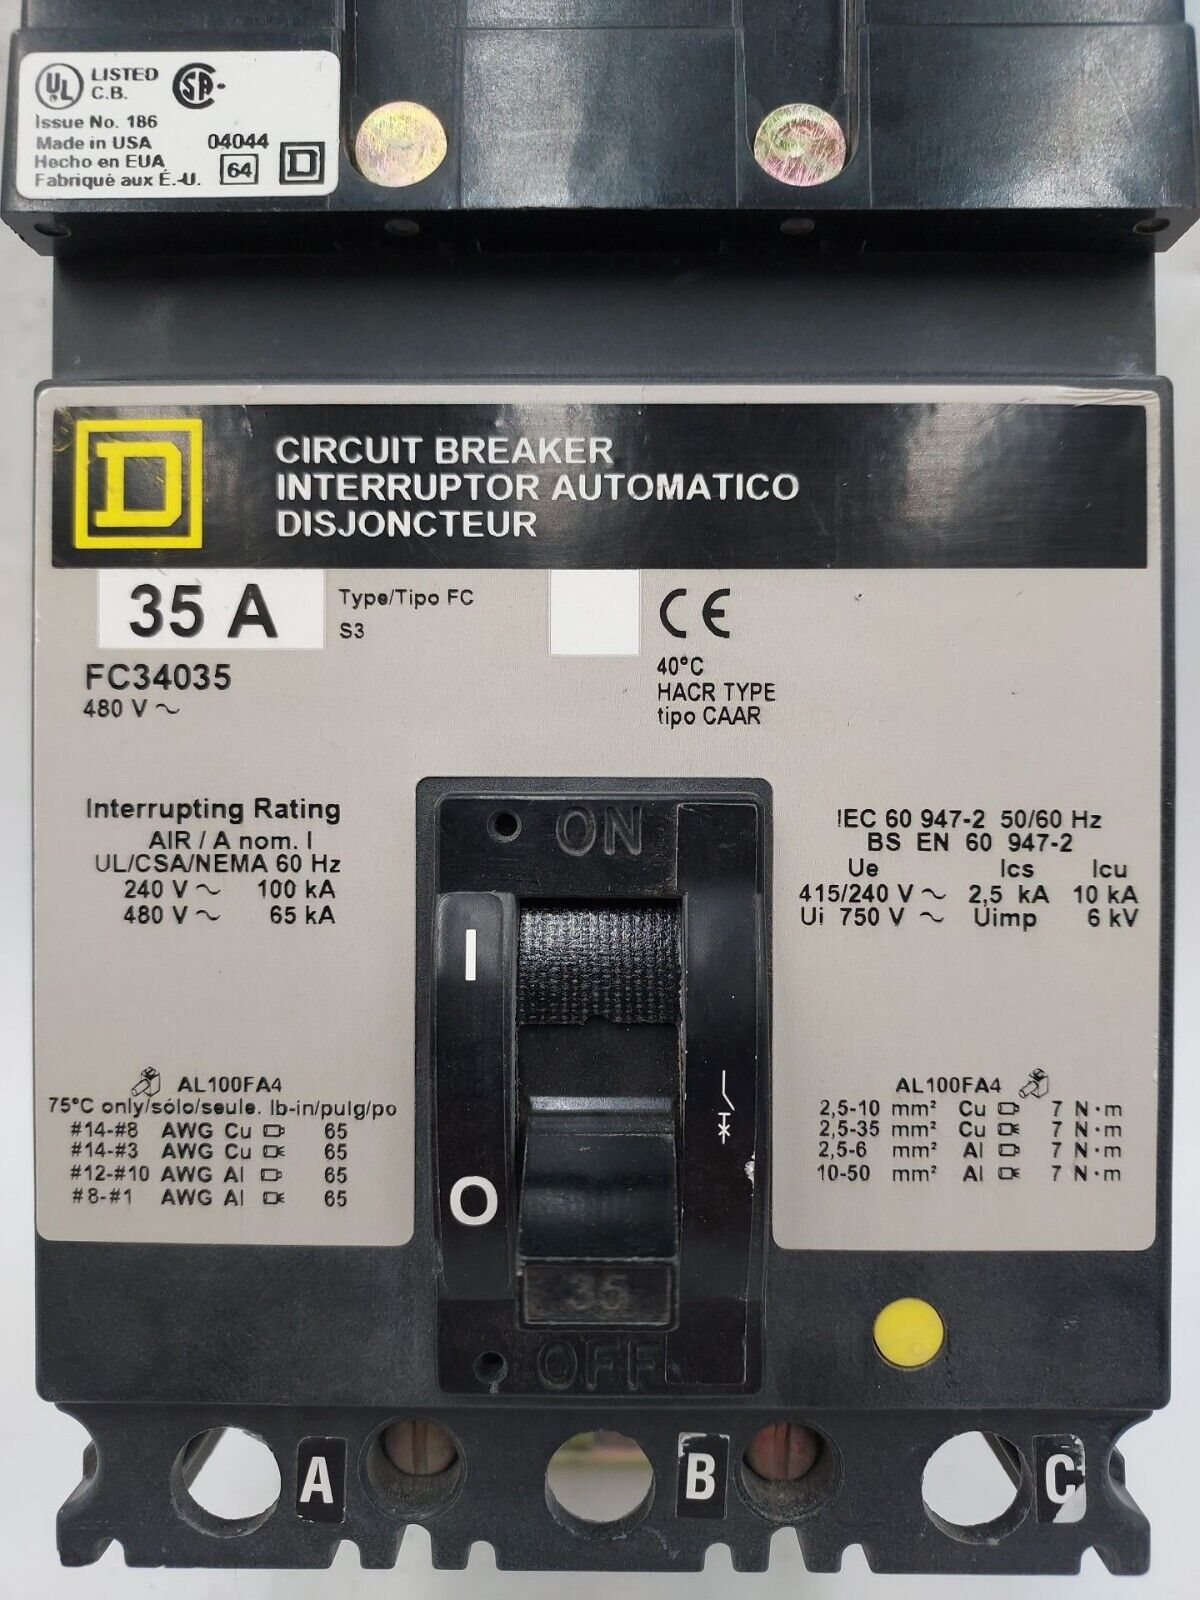 UL LISTED C.B. SA
Issue No. 186
Made in USA 04044
Hecho en EUA
Fabriqué aux É.-U. 64 D
D
CIRCUIT BREAKER
INTERRUPTOR AUTOMATICO
DISJONCTEUR
35 A
Type/Tipo FC
S3
CE
FC34035
480 V ~
40°C
HACR TYPE
tipo CAAR
Interrupting Rating
AIR / A nom. I
UL/CSA/NEMA 60 Hz
240 V ~ 100 kA
480 V ~ 65 kA
IEC 60 947-2 50/60 Hz
BS EN 60 947-2
Ue Ics Icu
415/240 V ~ 2,5 kA 10 kA
Ui 750 V ~ Uimp 6 kV
ON
I
O
35
OFF
AL100FA4
75°C only/sólo/seule. lb-in/pulg/po
#14-#8 AWG Cu 65
#14-#3 AWG Cu 65
#12-#10 AWG Al 65
#8-#1 AWG Al 65
AL100FA4
2,5-10 mm² Cu 7 N·m
2,5-35 mm² Cu 7 N·m
2,5-6 mm² Al 7 N·m
10-50 mm² Al 7 N·m
A B C